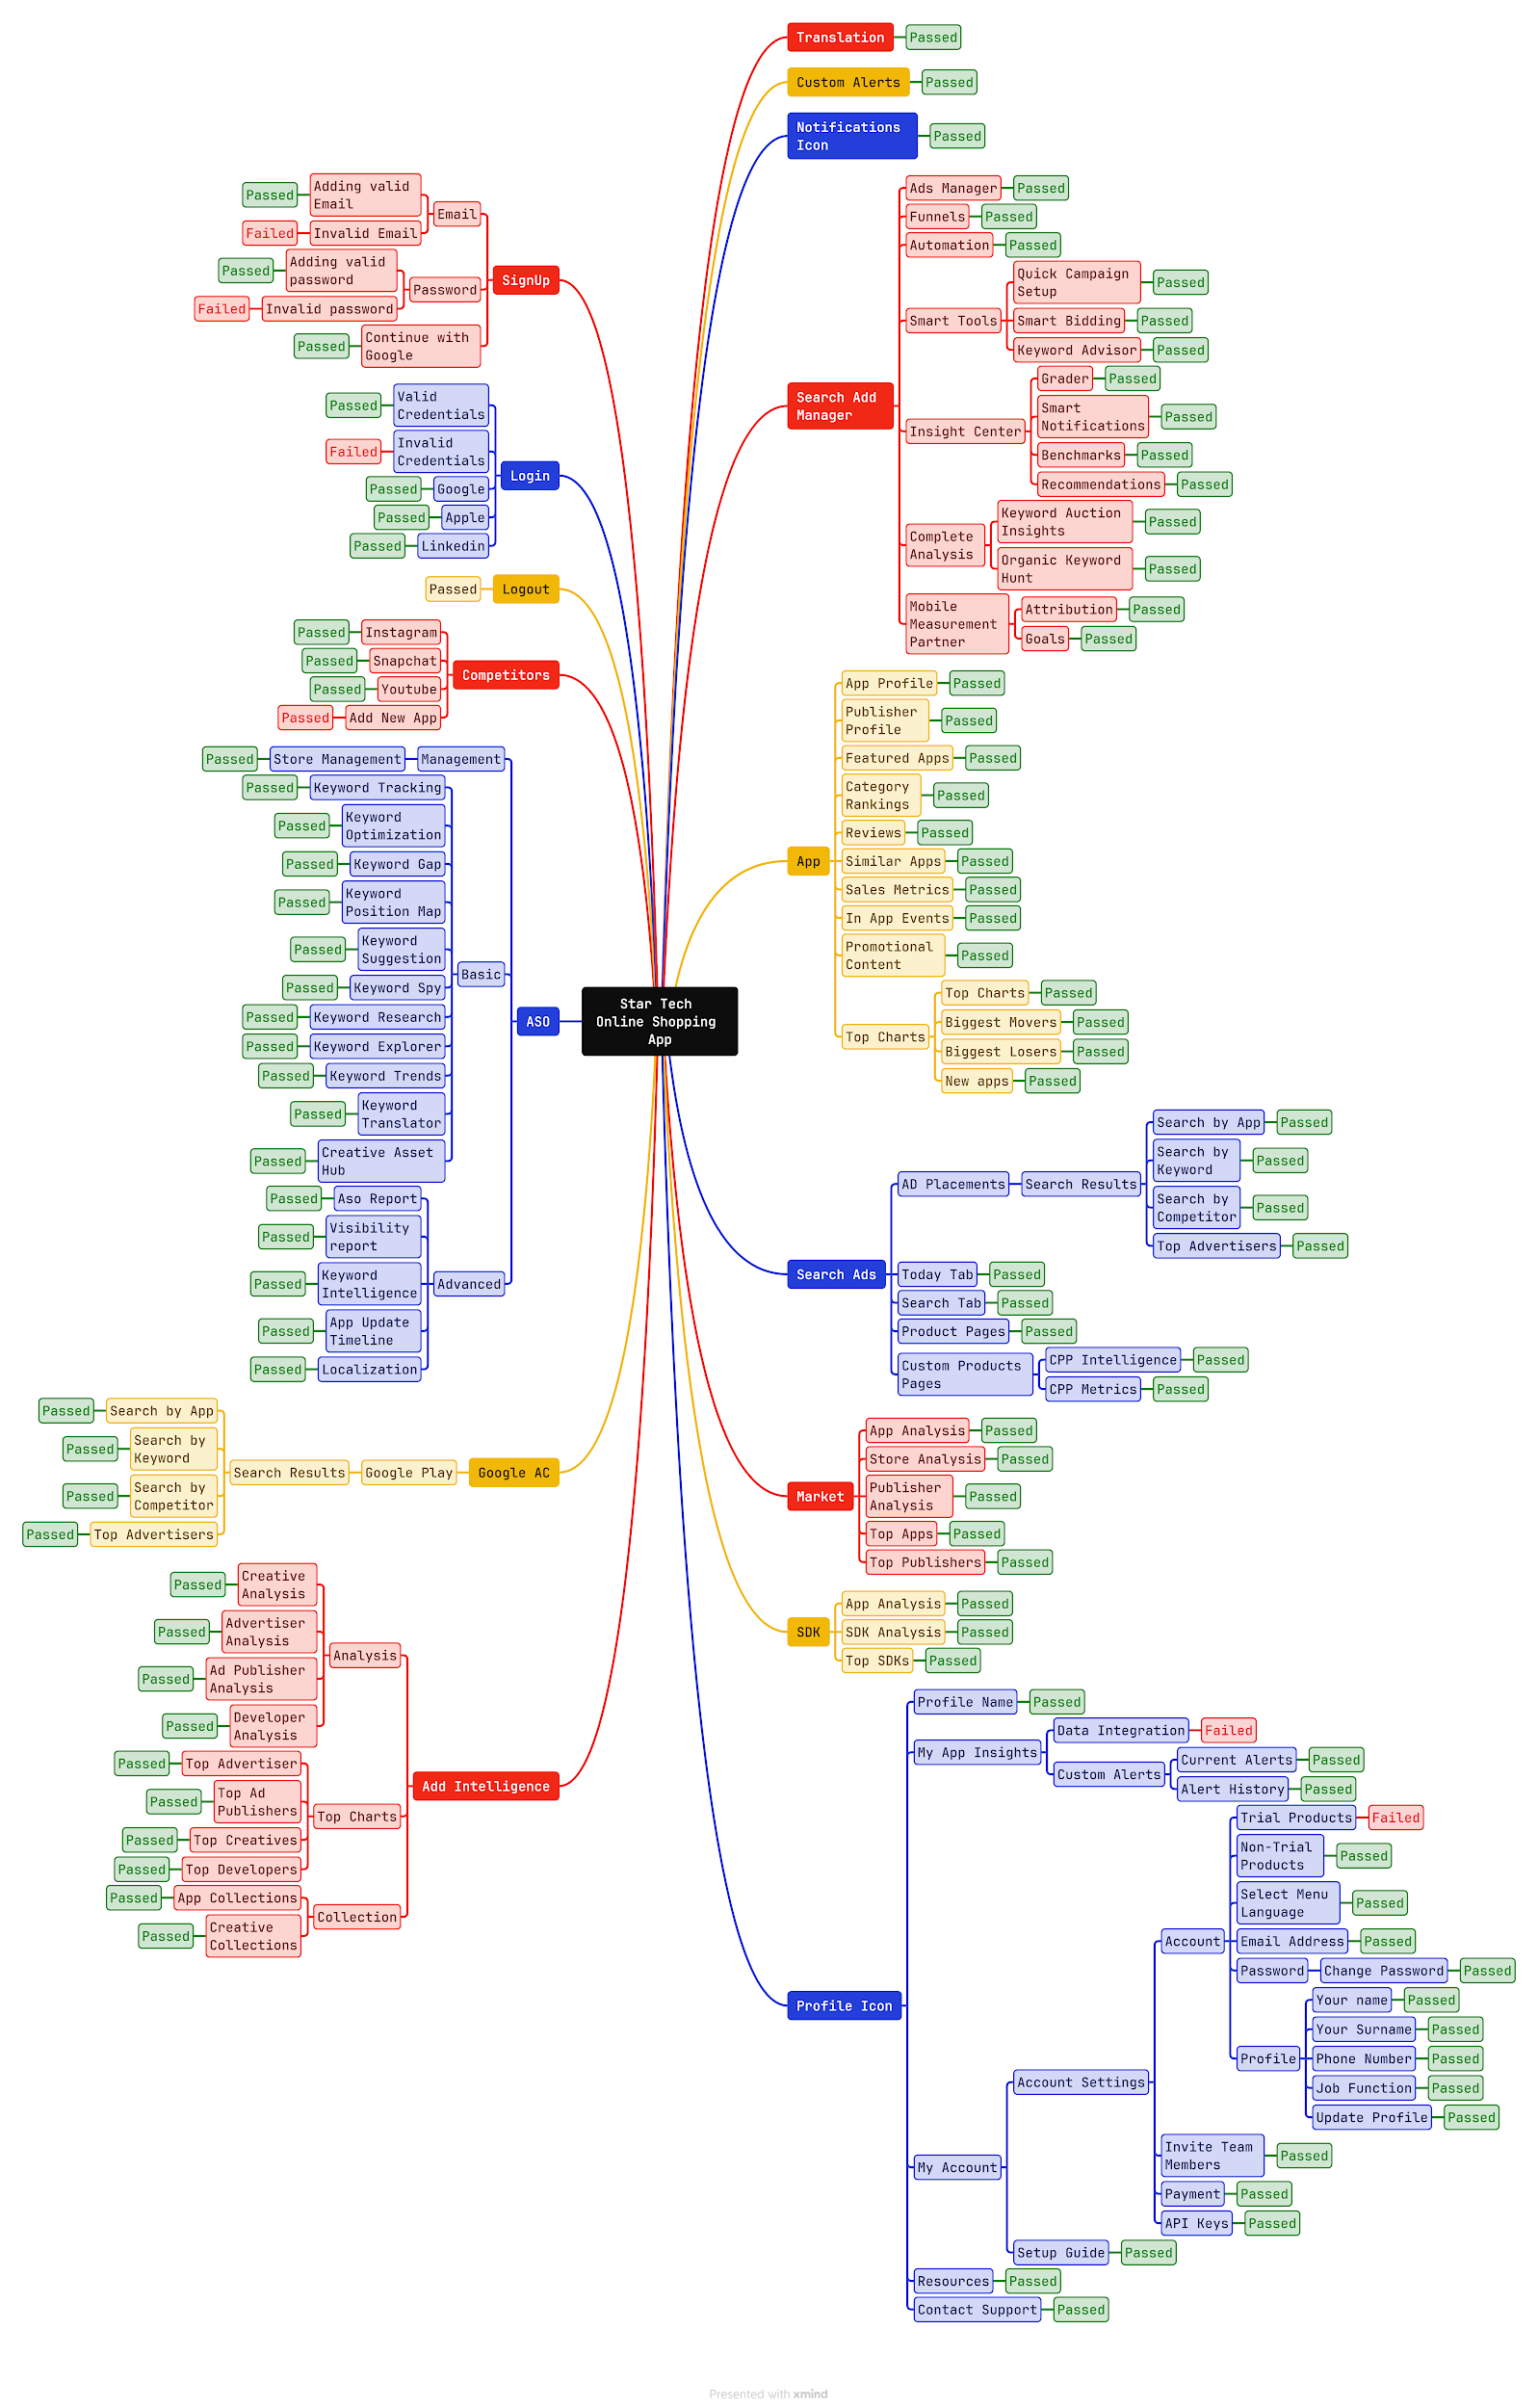 Translation
Passed
Custom Alerts
Passed
Notifications
Icon
Passed
Adding valid
Email
Passed
Invalid Email
Failed
Email
Adding valid
password
Passed
Invalid password
Failed
Password
Continue with
Google
Passed
SignUp
Valid
Credentials
Passed
Invalid
Credentials
Failed
Google
Passed
Apple
Passed
Linkedin
Passed
Login
Passed
Logout
Instagram
Passed
Snapchat
Passed
Youtube
Passed
Add New App
Passed
Competitors
Passed
Store Management
Management
Keyword Tracking
Passed
Keyword
Optimization
Passed
Keyword Gap
Passed
Keyword
Position Map
Passed
Keyword
Suggestion
Passed
Keyword Spy
Passed
Keyword Research
Passed
Keyword Explorer
Passed
Keyword Trends
Passed
Keyword
Translator
Passed
Creative Asset
Hub
Passed
Basic
Aso Report
Passed
Visibility
report
Passed
Keyword
Intelligence
Passed
App Update
Timeline
Passed
Localization
Passed
Advanced
ASO
Search by App
Passed
Search by
Keyword
Passed
Search by
Competitor
Passed
Top Advertisers
Passed
Search Results
Google Play
Google AC
Creative
Analysis
Passed
Advertiser
Analysis
Passed
Ad Publisher
Analysis
Passed
Developer
Analysis
Passed
Analysis
Top Advertiser
Passed
Top Ad
Publishers
Passed
Top Creatives
Passed
Top Developers
Passed
Top Charts
App Collections
Passed
Creative
Collections
Passed
Collection
Add Intelligence
Star Tech
Online Shopping
App
Search Add
Manager
Ads Manager
Passed
Funnels
Passed
Automation
Passed
Smart Tools
Quick Campaign
Setup
Passed
Smart Bidding
Passed
Keyword Advisor
Passed
Insight Center
Grader
Passed
Smart
Notifications
Passed
Benchmarks
Passed
Recommendations
Passed
Complete
Analysis
Keyword Auction
Insights
Passed
Organic Keyword
Hunt
Passed
Mobile
Measurement
Partner
Attribution
Passed
Goals
Passed
App
App Profile
Passed
Publisher
Profile
Passed
Featured Apps
Passed
Category
Rankings
Passed
Reviews
Passed
Similar Apps
Passed
Sales Metrics
Passed
In App Events
Passed
Promotional
Content
Passed
Top Charts
Top Charts
Passed
Biggest Movers
Passed
Biggest Losers
Passed
New apps
Passed
Search Ads
AD Placements
Search Results
Search by App
Passed
Search by
Keyword
Passed
Search by
Competitor
Passed
Top Advertisers
Passed
Today Tab
Passed
Search Tab
Passed
Product Pages
Passed
Custom Products
Pages
CPP Intelligence
Passed
CPP Metrics
Passed
Market
App Analysis
Passed
Store Analysis
Passed
Publisher
Analysis
Passed
Top Apps
Passed
Top Publishers
Passed
SDK
App Analysis
Passed
SDK Analysis
Passed
Top SDKs
Passed
Profile Icon
Profile Name
Passed
My App Insights
Data Integration
Failed
Custom Alerts
Current Alerts
Passed
Alert History
Passed
My Account
Account Settings
Account
Trial Products
Failed
Non-Trial
Products
Passed
Select Menu
Language
Passed
Email Address
Passed
Password
Change Password
Passed
Profile
Your name
Passed
Your Surname
Passed
Phone Number
Passed
Job Function
Passed
Update Profile
Passed
Invite Team
Members
Passed
Payment
Passed
API Keys
Passed
Setup Guide
Passed
Resources
Passed
Contact Support
Passed
Presented with xmind